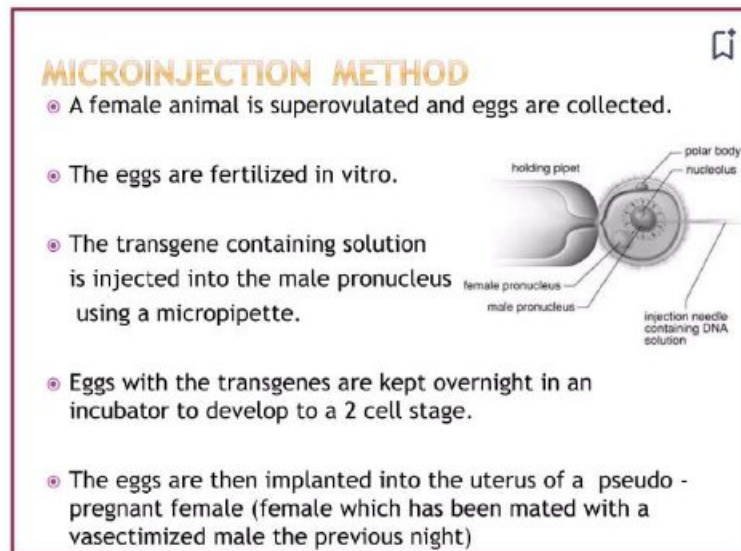 MICROINJECTION METHOD
A female animal is superovulated and eggs are collected.
The eggs are fertilized in vitro.
The transgene containing solution
is injected into the male pronucleus
using a micropipette.
polar body
holding pipet
nucleolus
female pronucleus
male pronucleus
injection needle
containing DNA
solution
Eggs with the transgenes are kept overnight in an
incubator to develop to a 2 cell stage.
The eggs are then implanted into the uterus of a pseudo -
pregnant female (female which has been mated with a
vasectimized male the previous night)